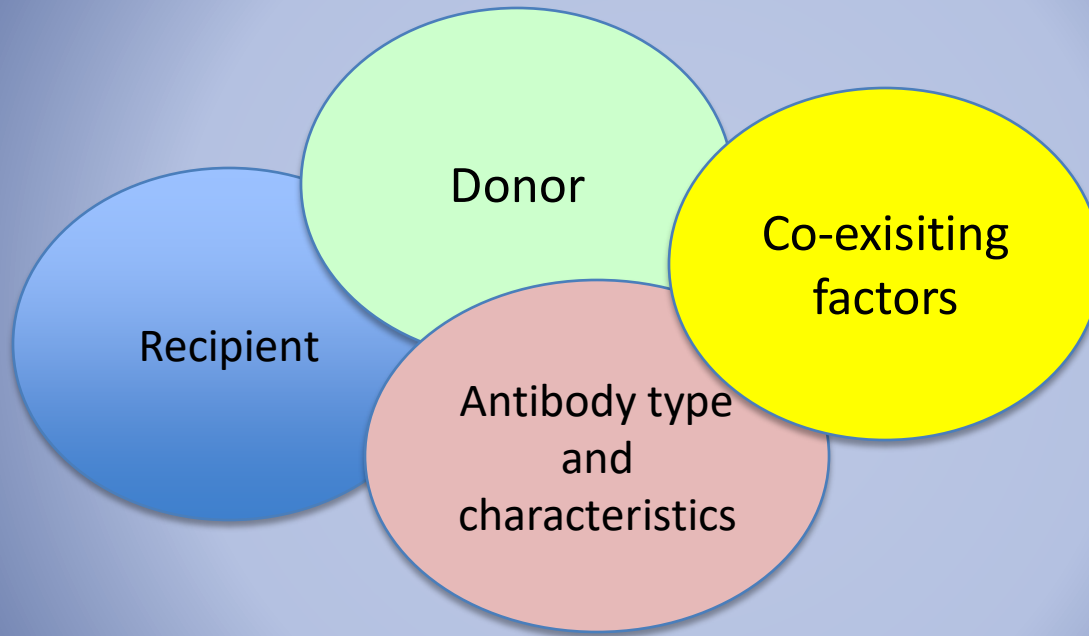 Donor
Co-exisiting
factors
Recipient
Antibody type
and
characteristics